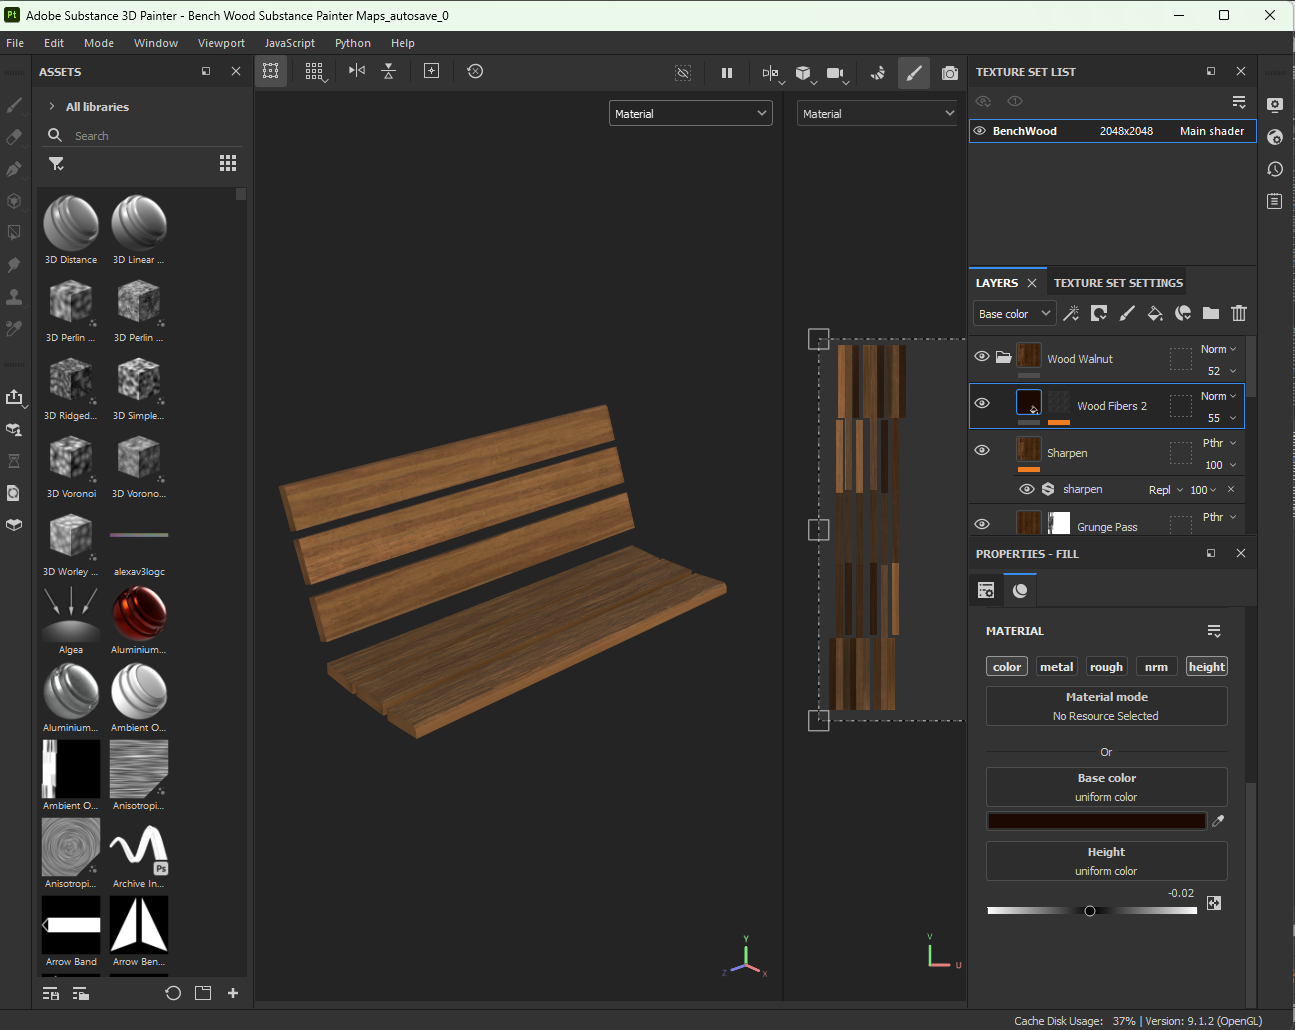 Pt Adobe Substance 3D Painter - Bench Wood Substance Painter Maps_autosave_0
File Edit Mode Window Viewport JavaScript Python Help
ASSETS
All libraries
Search
3D Distance 3D Linear ...
3D Perlin ... 3D Perlin ...
3D Ridged... 3D Simple...
3D Voronoi 3D Vorono...
3D Worley ... alexav3logc
Algea Aluminium...
Aluminium... Ambient O...
Ambient O... Anisotropi...
Ps
Anisotropi... Archive In...
Arrow Band Arrow Ben...
Material
Material
Y
Z X
V
U
TEXTURE SET LIST
BenchWood 2048x2048 Main shader
LAYERS TEXTURE SET SETTINGS
Base color
Wood Walnut Norm
52
Wood Fibers 2 Norm
55
Sharpen Pthr
100
sharpen Repl 100
Grunge Pass Pthr
PROPERTIES - FILL
MATERIAL
color metal rough nrm height
Material mode
No Resource Selected
Or
Base color
uniform color
Height
uniform color
-0.02
Cache Disk Usage: 37% | Version: 9.1.2 (OpenGL)